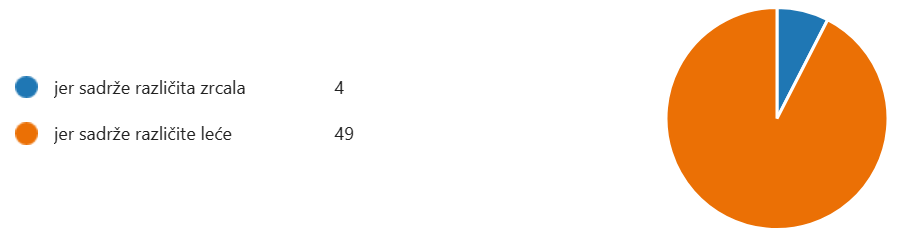 jer sadrže različita zrcala 4
jer sadrže različite leće 49